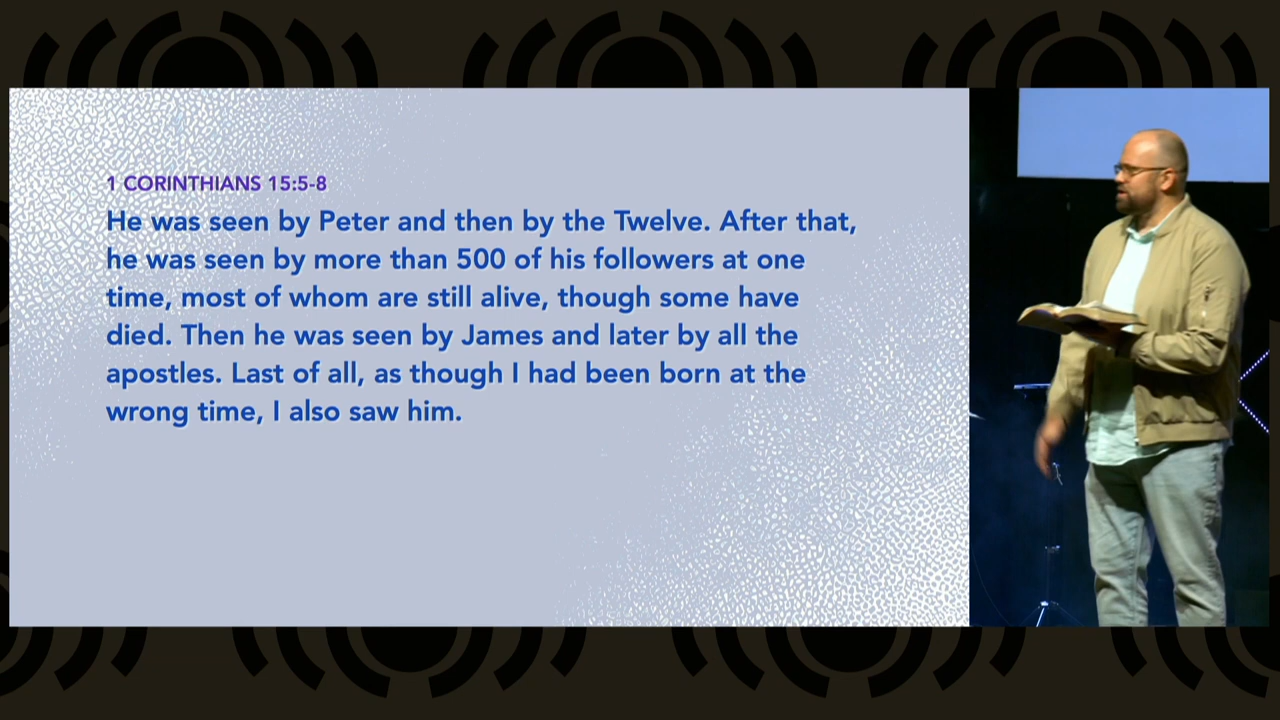 1 CORINTHIANS 15:5-8
He was seen by Peter and then by the Twelve. After that,
he was seen by more than 500 of his followers at one
time, most of whom are still alive, though some have
died. Then he was seen by James and later by all the
apostles. Last of all, as though I had been born at the
wrong time, I also saw him.